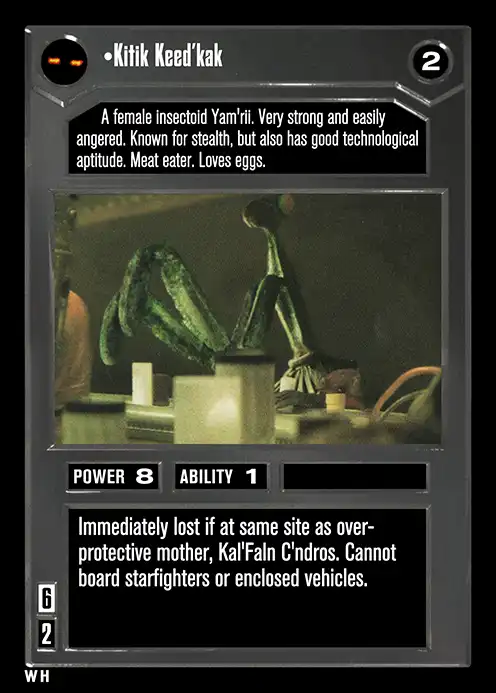 •Kitik Keed'kak
2
A female insectoid Yam'rii. Very strong and easily
angered. Known for stealth, but also has good technological
aptitude. Meat eater. Loves eggs.
POWER 8 ABILITY 1
Immediately lost if at same site as over-
protective mother, Kal'Faln C'ndros. Cannot
board starfighters or enclosed vehicles.
6
2
WH